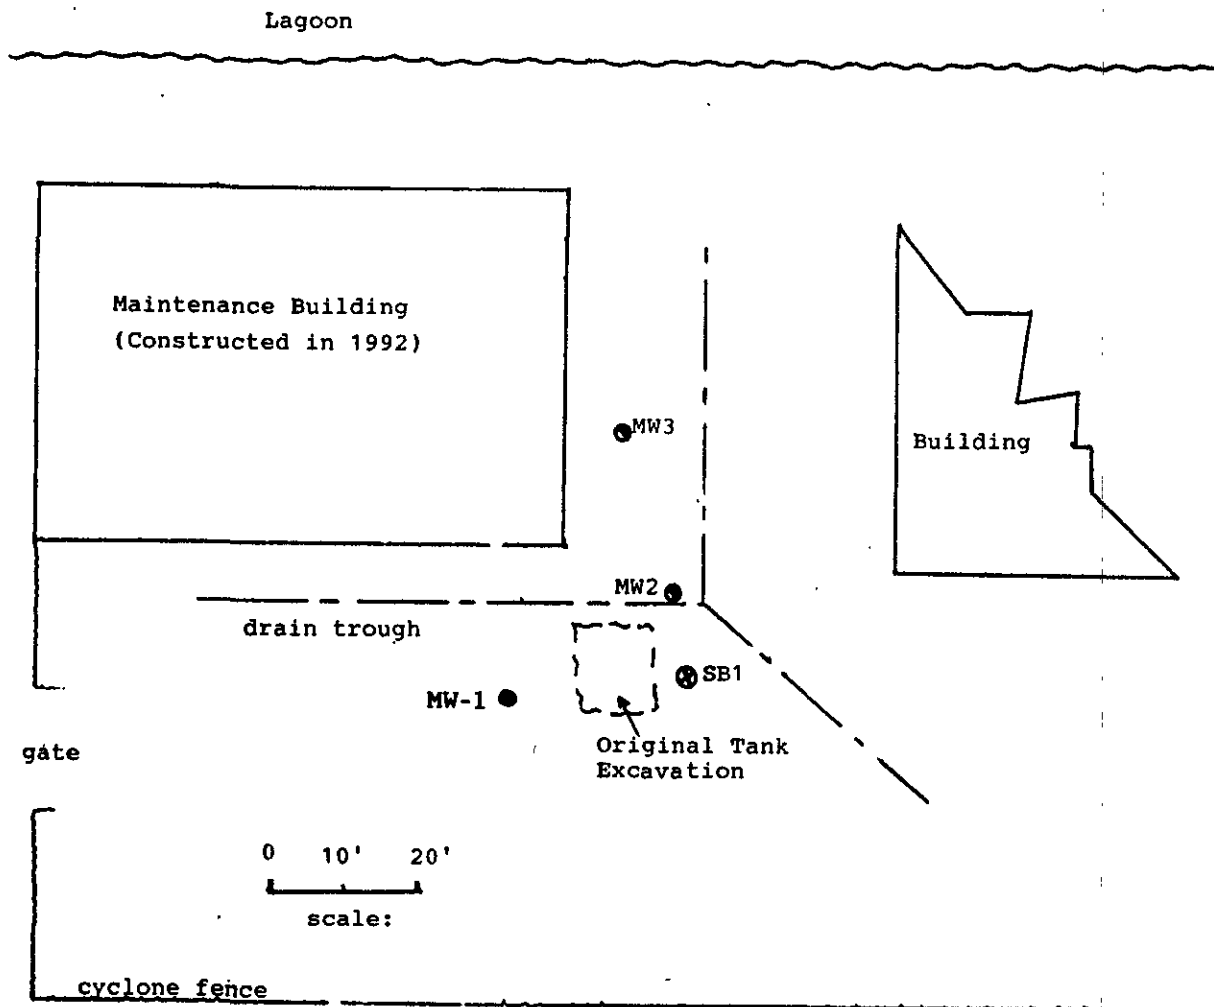 Lagoon
Maintenance Building
(Constructed in 1992)
MW3
Building
MW2
drain trough
SB1
MW-1
gate
Original Tank
Excavation
0 10' 20'
scale:
cyclone fence